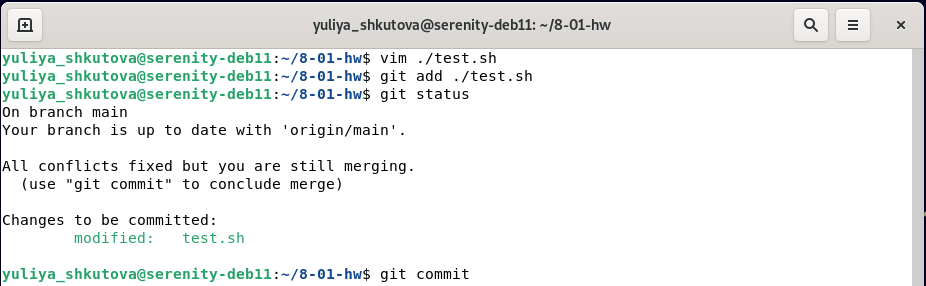 yuliya_shkutova@serenity-deb11: ~/8-01-hw
yuliya_shkutova@serenity-deb11:~/8-01-hw$ vim ./test.sh
yuliya_shkutova@serenity-deb11:~/8-01-hw$ git add ./test.sh
yuliya_shkutova@serenity-deb11:~/8-01-hw$ git status
On branch main
Your branch is up to date with 'origin/main'.
All conflicts fixed but you are still merging.
(use "git commit" to conclude merge)
Changes to be committed:
modified: test.sh
yuliya_shkutova@serenity-deb11:~/8-01-hw$ git commit